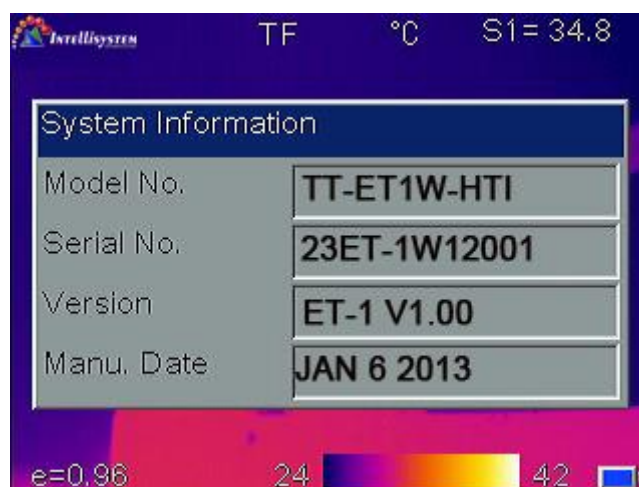 Intellisystem TF °C S1= 34.8
System Information
Model No. TT-ET1W-HTI
Serial No. 23ET-1W12001
Version ET-1 V1.00
Manu. Date JAN 6 2013
e=0.96 24 42